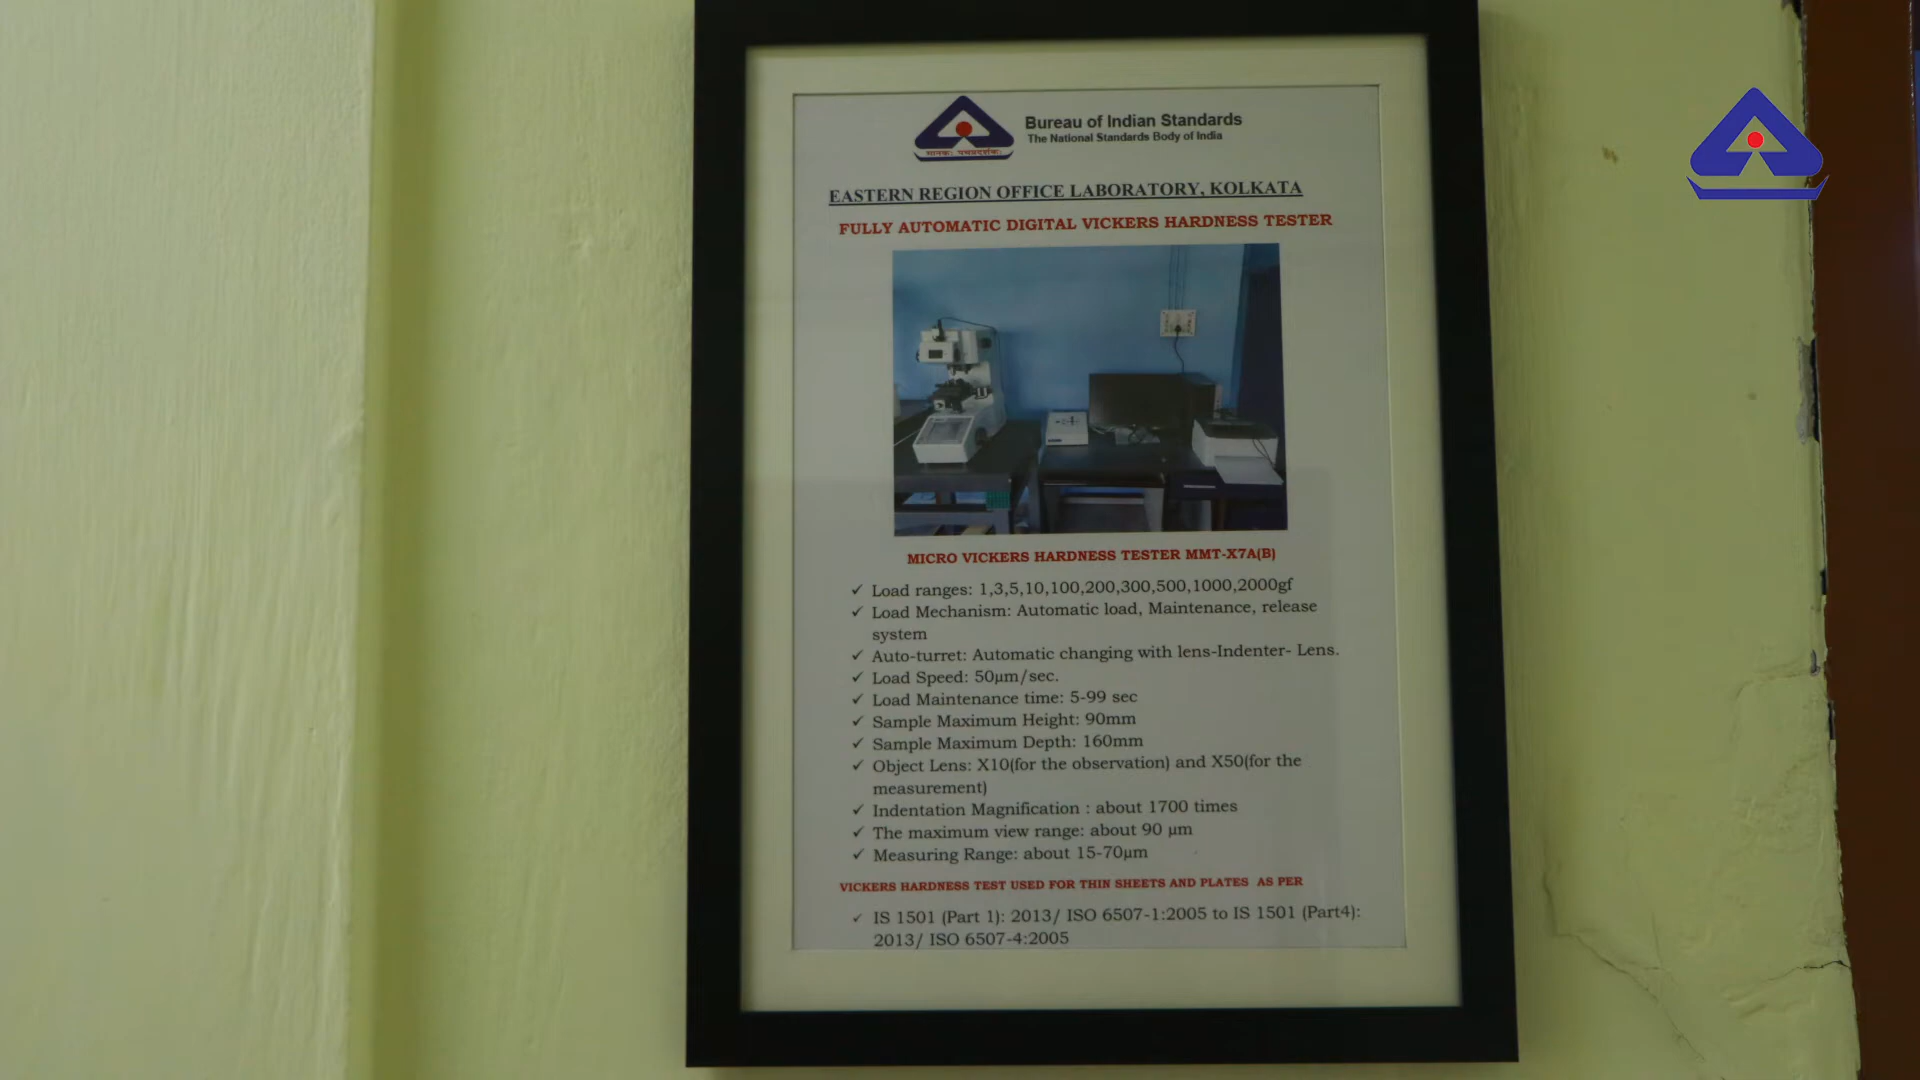 मानकः पथप्रदर्शकः
Bureau of Indian Standards
The National Standards Body of India
EASTERN REGION OFFICE LABORATORY, KOLKATA
FULLY AUTOMATIC DIGITAL VICKERS HARDNESS TESTER
MICRO VICKERS HARDNESS TESTER MMT-X7A(B)
✓ Load ranges: 1,3,5,10,100,200,300,500,1000,2000gf
✓ Load Mechanism: Automatic load, Maintenance, release
system
✓ Auto-turret: Automatic changing with lens-Indenter- Lens.
✓ Load Speed: 50µm/sec.
✓ Load Maintenance time: 5-99 sec
✓ Sample Maximum Height: 90mm
✓ Sample Maximum Depth: 160mm
✓ Object Lens: X10(for the observation) and X50(for the
measurement)
✓ Indentation Magnification : about 1700 times
✓ The maximum view range: about 90 µm
✓ Measuring Range: about 15-70µm
VICKERS HARDNESS TEST USED FOR THIN SHEETS AND PLATES AS PER
✓ IS 1501 (Part 1): 2013/ ISO 6507-1:2005 to IS 1501 (Part4):
2013/ ISO 6507-4:2005